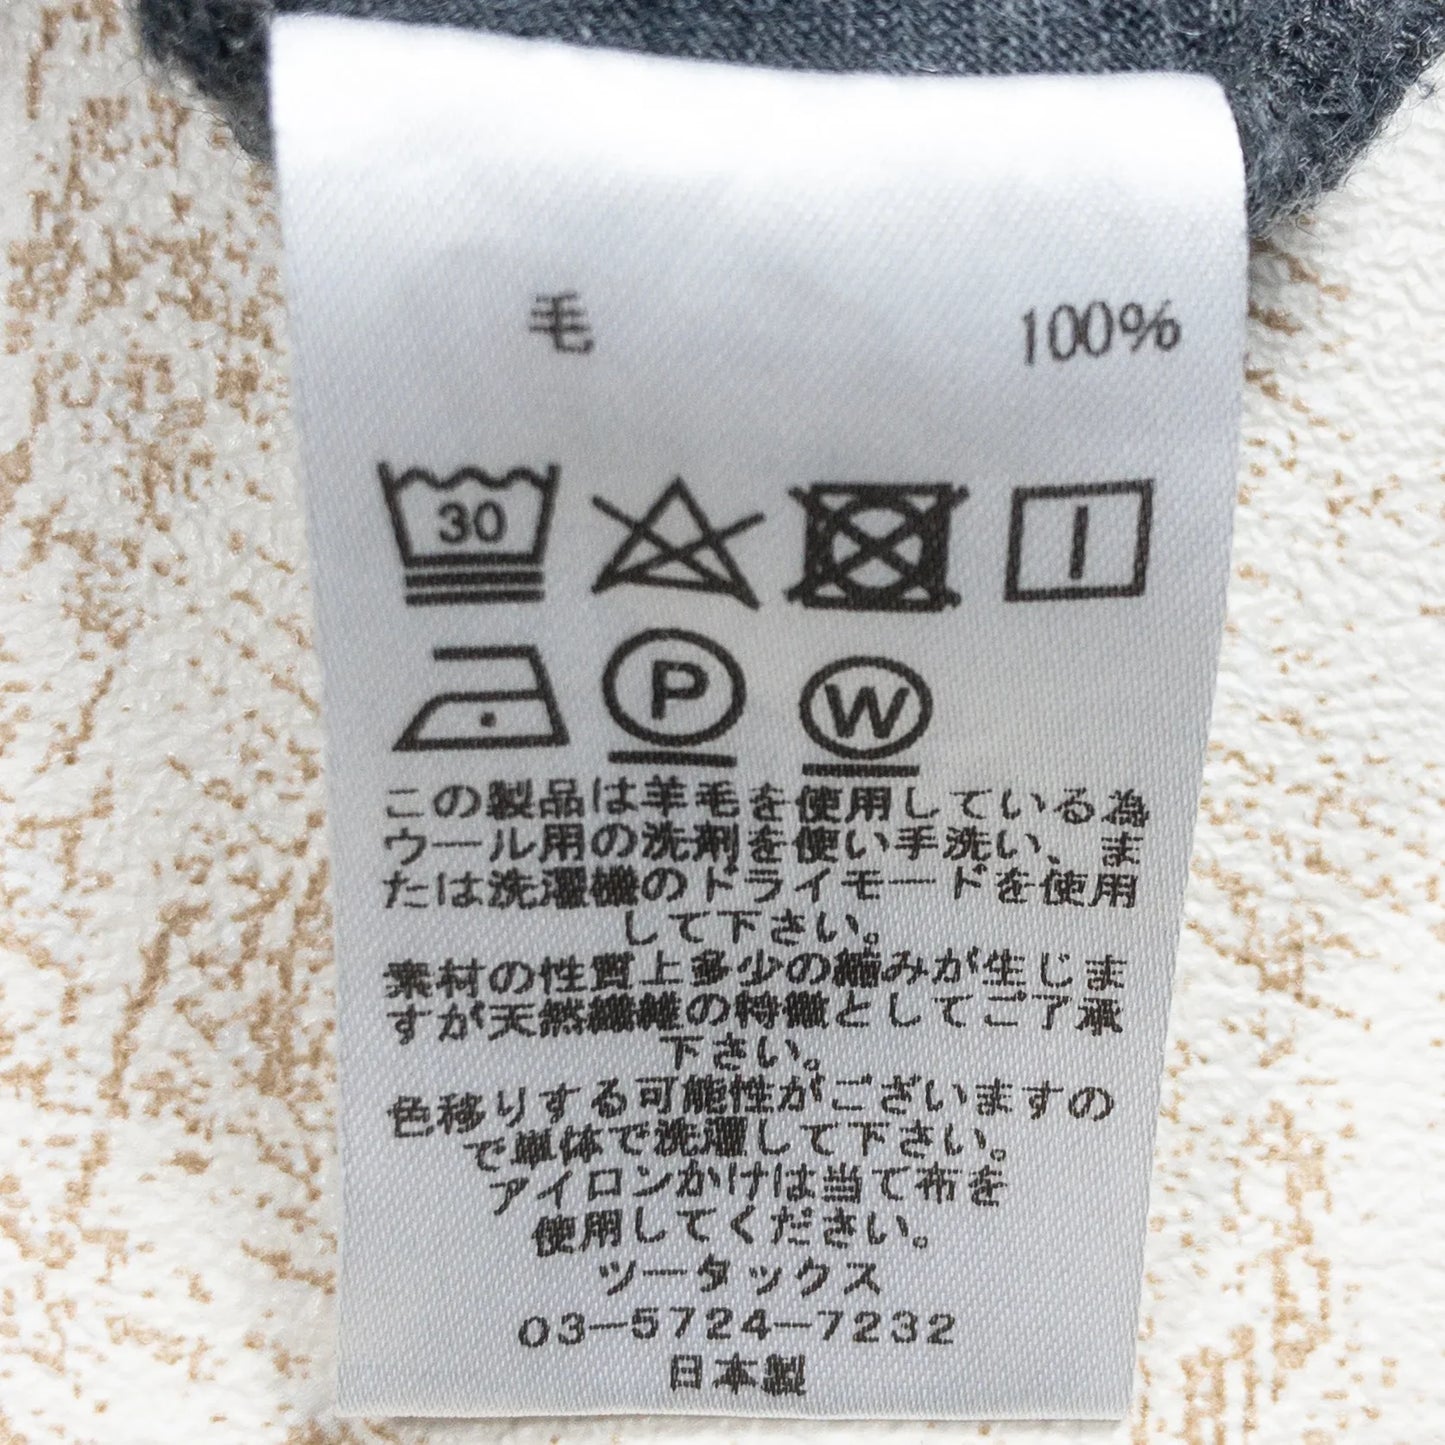 毛 100%
30
P W
この製品は羊毛を使用している為
ウール用の洗剤を使い手洗い、ま
たは洗濯機のドライモードを使用
して下さい。
素材の性質上多少の縮みが生じま
すが天然繊維の特徴としてご了承
下さい。
色移りする可能性がございますの
で単体で洗濯して下さい。
アイロンかけは当て布を
使用してください。
ツータックス
03-5724-7232
日本製